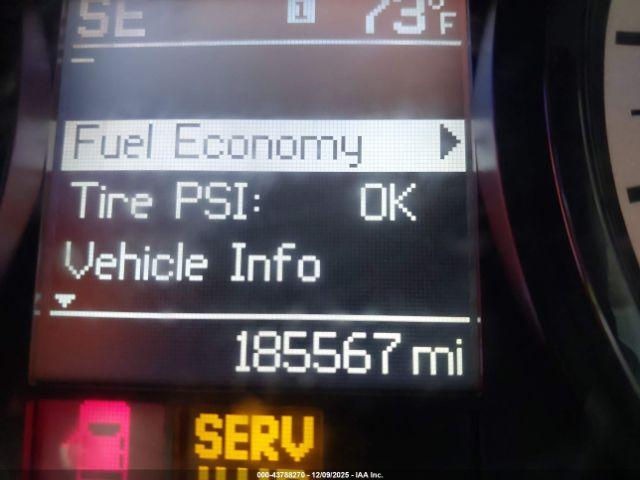 SE 1 73°F
Fuel Economy
Tire PSI: OK
Vehicle Info
185567 mi
SERV
000-43788270 - 12/09/2025 - IAA Inc.